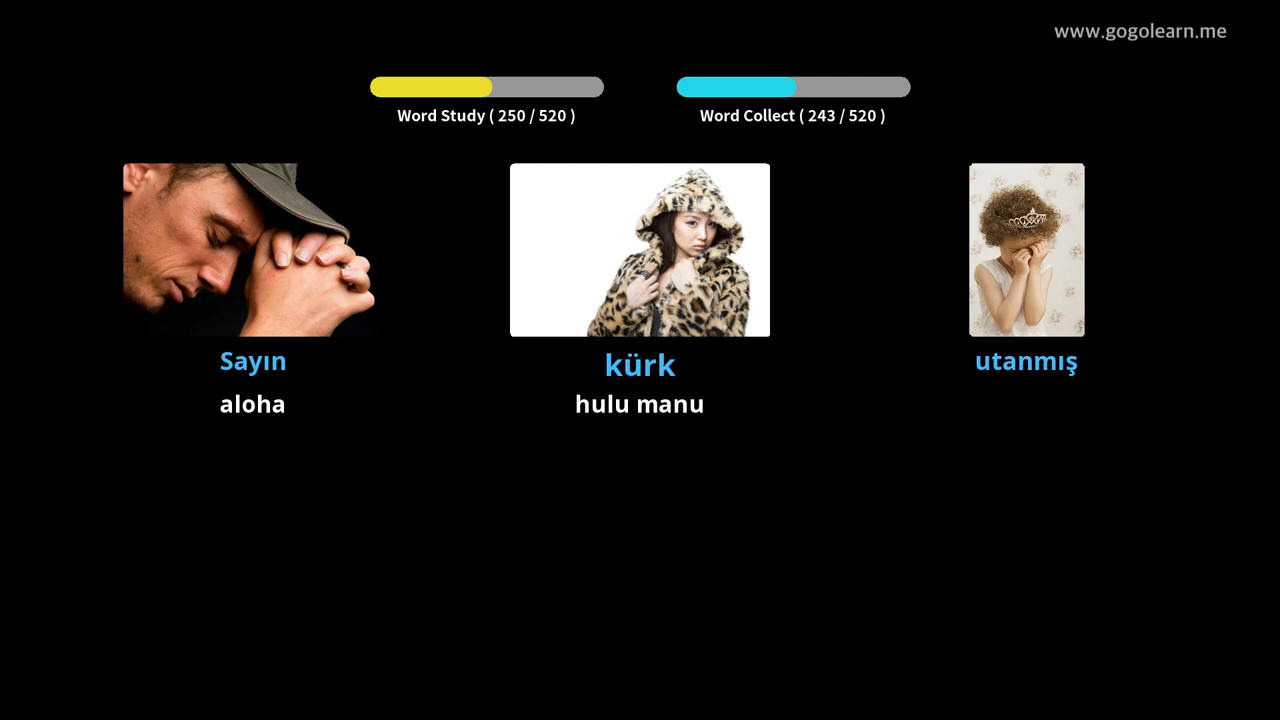 www.gogolearn.me
Word Study ( 250 / 520 )
Word Collect ( 243 / 520 )
Sayın
kürk
utanmış
aloha
hulu manu